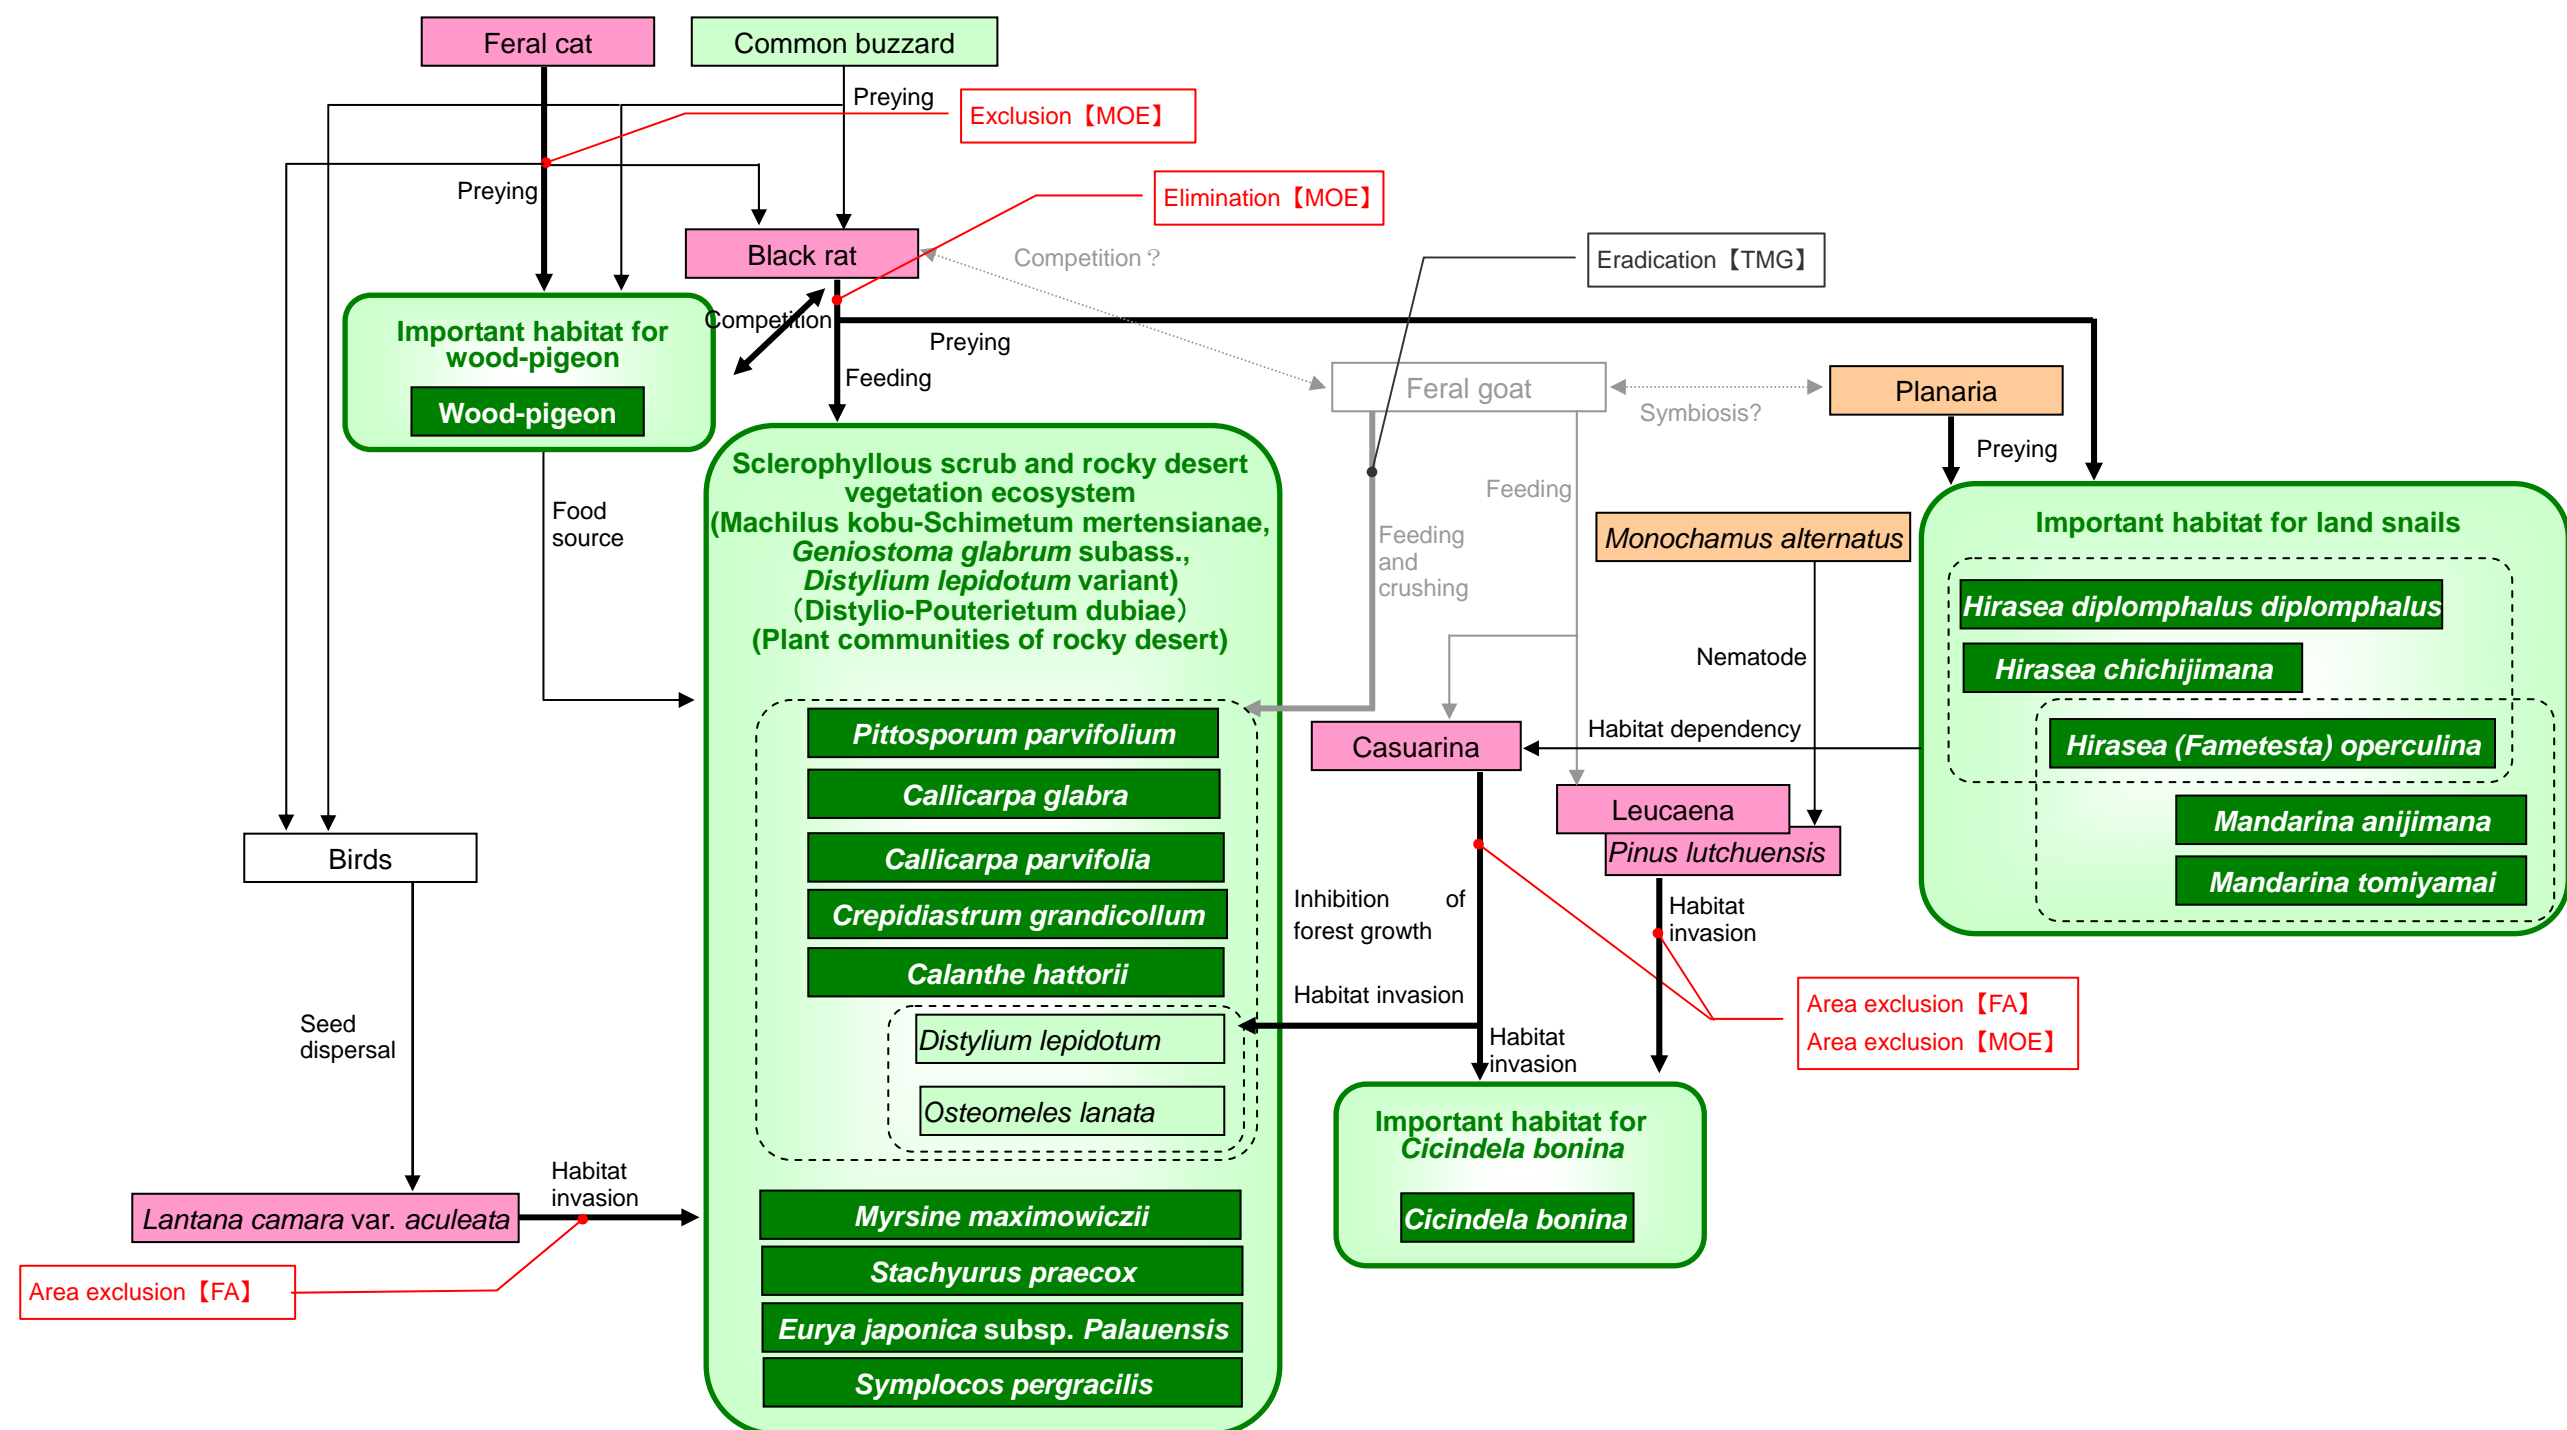 Feral cat
Common buzzard
Preying
Exclusion【MOE】
Preying
Elimination【MOE】
Black rat
Competition？
Eradication【TMG】
Important habitat for
wood-pigeon
Wood-pigeon
Competition
Preying
Feeding
Feral goat
Symbiosis?
Planaria
Preying
Food
source
Sclerophyllous scrub and rocky desert
vegetation ecosystem
(Machilus kobu-Schimetum mertensianae,
Geniostoma glabrum subass.,
Distylium lepidotum variant)
（Distylio-Pouterietum dubiae）
(Plant communities of rocky desert)
Feeding
Feeding
and
crushing
Monochamus alternatus
Nematode
Important habitat for land snails
Hirasea diplomphalus diplomphalus
Hirasea chichijimana
Hirasea (Fametesta) operculina
Mandarina anijimana
Mandarina tomiyamai
Habitat dependency
Casuarina
Leucaena
Pinus lutchuensis
Pittosporum parvifolium
Callicarpa glabra
Callicarpa parvifolia
Crepidiastrum grandicollum
Calanthe hattorii
Distylium lepidotum
Osteomeles lanata
Birds
Seed
dispersal
Inhibition of
forest growth
Habitat invasion
Habitat
invasion
Habitat
invasion
Area exclusion【FA】
Area exclusion【MOE】
Important habitat for
Cicindela bonina
Cicindela bonina
Lantana camara var. aculeata
Habitat
invasion
Area exclusion【FA】
Myrsine maximowiczii
Stachyurus praecox
Eurya japonica subsp. Palauensis
Symplocos pergracilis